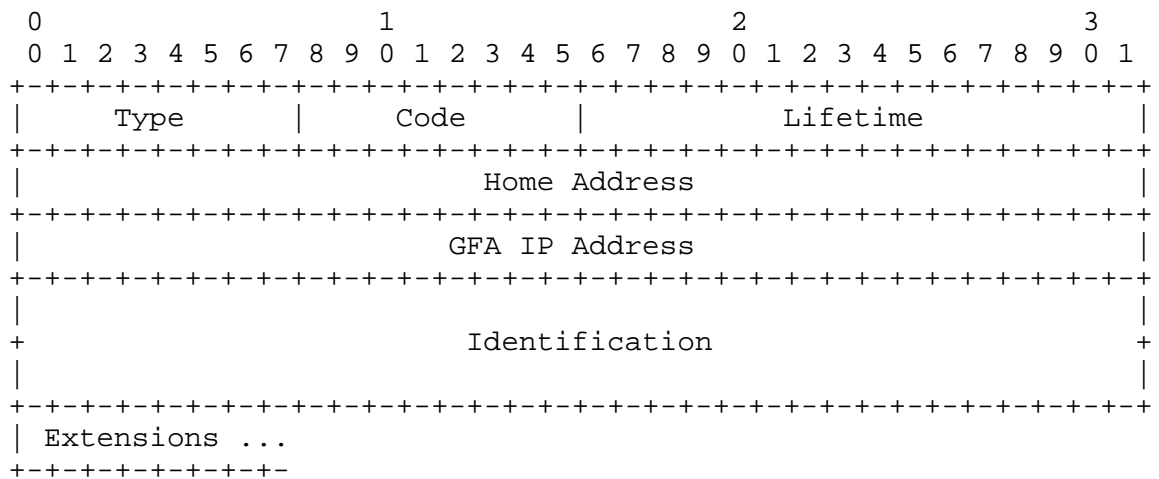 0                   1                   2                   3
 0 1 2 3 4 5 6 7 8 9 0 1 2 3 4 5 6 7 8 9 0 1 2 3 4 5 6 7 8 9 0 1
+-+-+-+-+-+-+-+-+-+-+-+-+-+-+-+-+-+-+-+-+-+-+-+-+-+-+-+-+-+-+-+-+
|     Type      |     Code      |           Lifetime            |
+-+-+-+-+-+-+-+-+-+-+-+-+-+-+-+-+-+-+-+-+-+-+-+-+-+-+-+-+-+-+-+-+
|                          Home Address                         |
+-+-+-+-+-+-+-+-+-+-+-+-+-+-+-+-+-+-+-+-+-+-+-+-+-+-+-+-+-+-+-+-+
|                        GFA IP Address                         |
+-+-+-+-+-+-+-+-+-+-+-+-+-+-+-+-+-+-+-+-+-+-+-+-+-+-+-+-+-+-+-+-+
|                                                               |
+                         Identification                        +
|                                                               |
+-+-+-+-+-+-+-+-+-+-+-+-+-+-+-+-+-+-+-+-+-+-+-+-+-+-+-+-+-+-+-+-+
| Extensions ...
+-+-+-+-+-+-+-+-